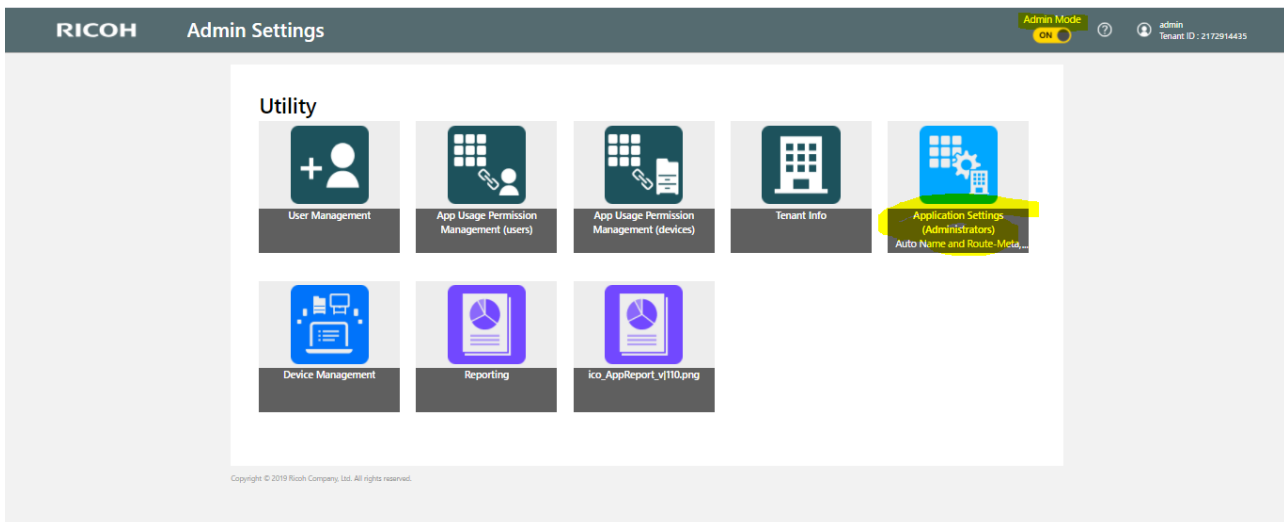 RICOH
Admin Settings
Admin Mode
ON
?
admin
Tenant ID : 2172914435
Utility
User Management
App Usage Permission
Management (users)
App Usage Permission
Management (devices)
Tenant Info
Application Settings
(Administrators)
Auto Name and Route-Meta,...
Device Management
Reporting
ico_AppReport_v|110.png
Copyright © 2019 Ricoh Company, Ltd. All rights reserved.